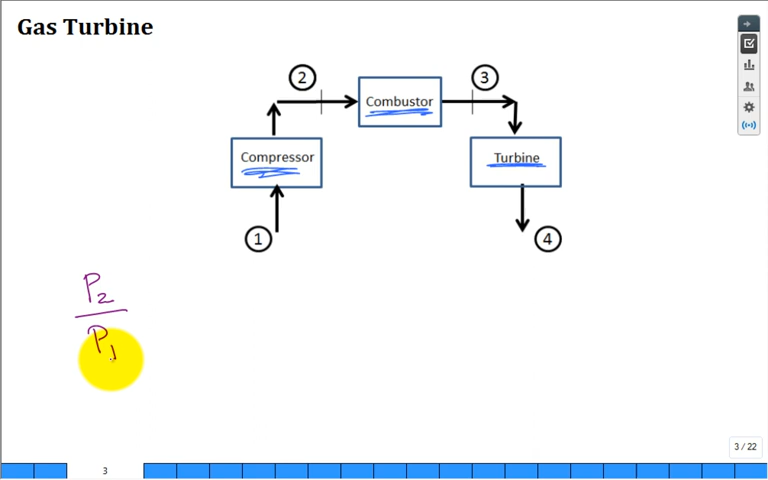 Gas Turbine
2
3
Combustor
Compressor
Turbine
1
4
P2
P1
3 / 22
3